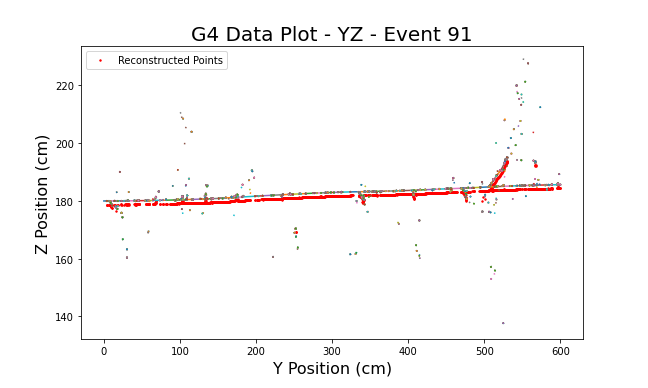 G4 Data Plot - YZ - Event 91
Reconstructed Points
Z Position (cm)
220
200
180
160
140
0 100 200 300 400 500 600
Y Position (cm)